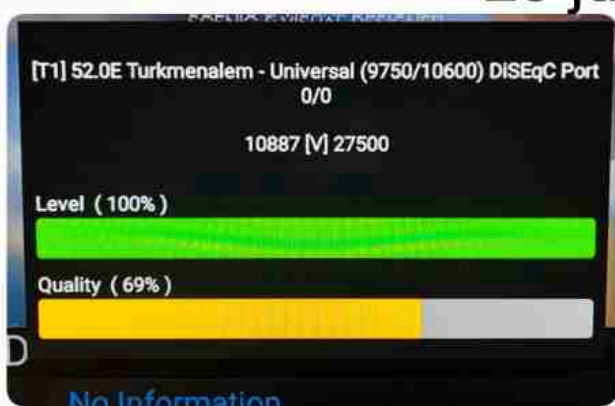 [T1] 52.0E Turkmenalem - Universal (9750/10600) DiSEqC Port
0/0
10887 [V] 27500
Level ( 100% )
Quality ( 69% )
No Information